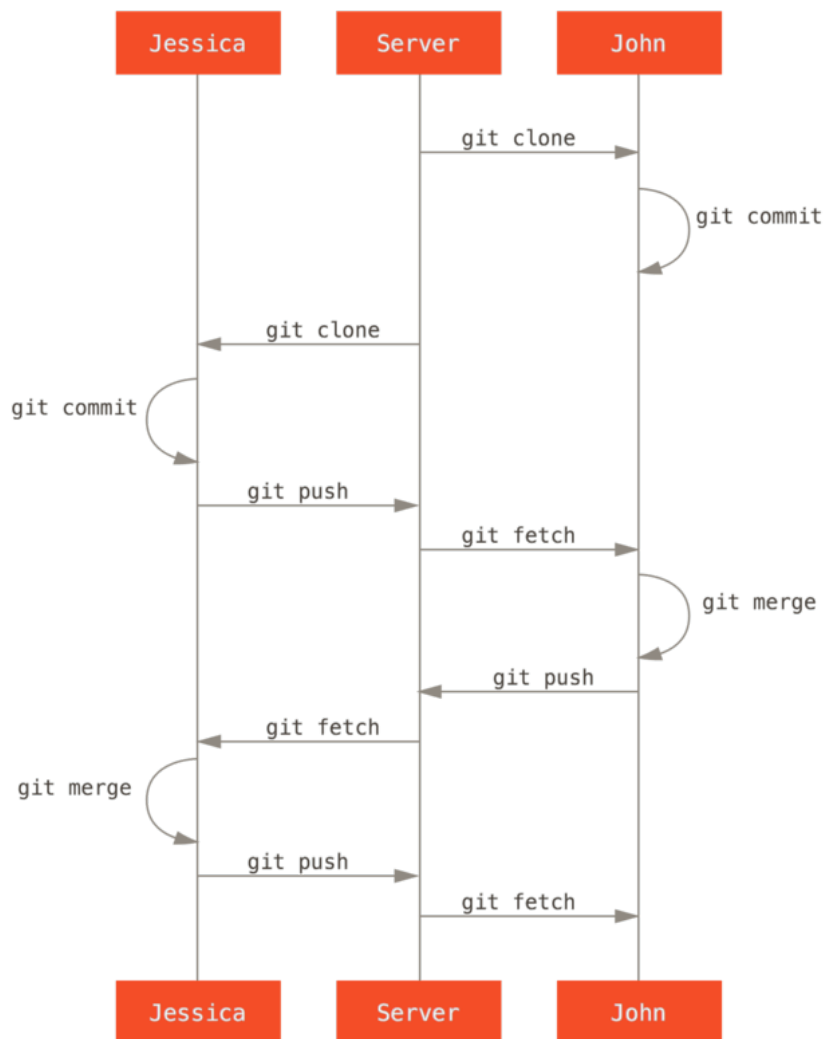 Jessica Server John
git clone
git commit
git clone
git commit
git push
git fetch
git merge
git push
git fetch
git merge
git push
git fetch
Jessica Server John